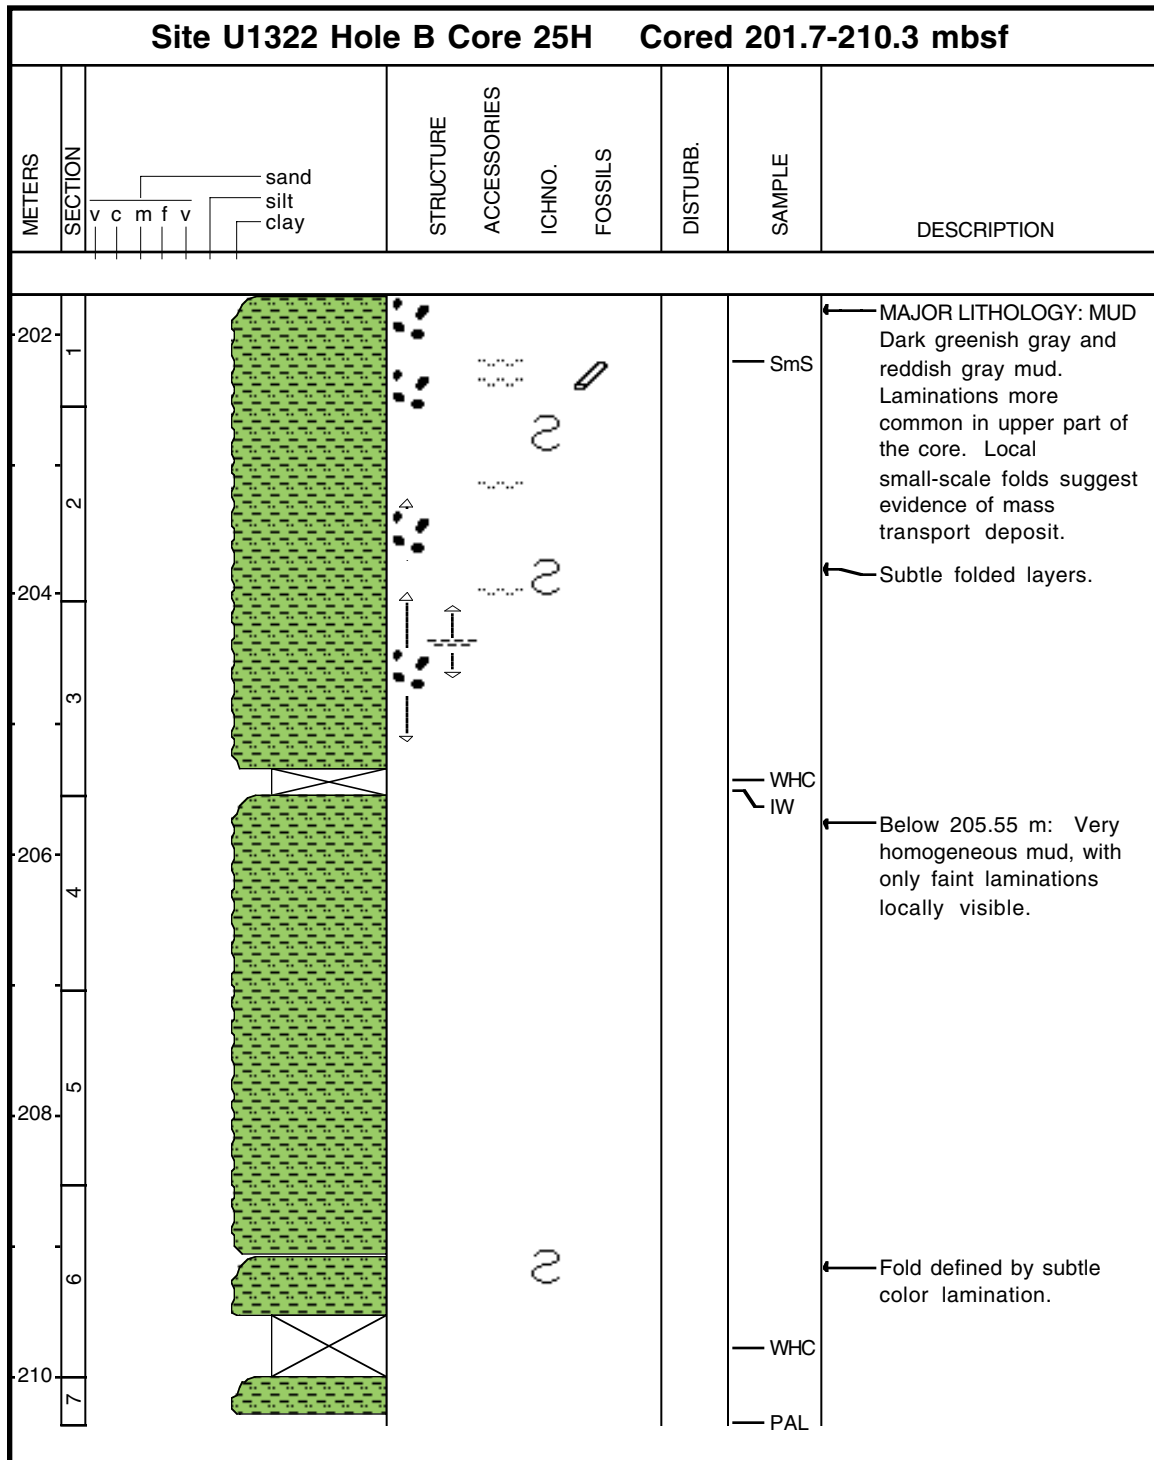 Site U1322 Hole B Core 25H Cored 201.7-210.3 mbsf
METERS
SECTION
v c m f v
sand
silt
clay
STRUCTURE
ACCESSORIES
ICHNO.
FOSSILS
DISTURB.
SAMPLE
DESCRIPTION
202
204
206
208
210
1
2
3
4
5
6
7
SmS
WHC
IW
WHC
PAL
MAJOR LITHOLOGY: MUD
Dark greenish gray and
reddish gray mud.
Laminations more
common in upper part of
the core. Local
small-scale folds suggest
evidence of mass
transport deposit.
Subtle folded layers.
Below 205.55 m: Very
homogeneous mud, with
only faint laminations
locally visible.
Fold defined by subtle
color lamination.